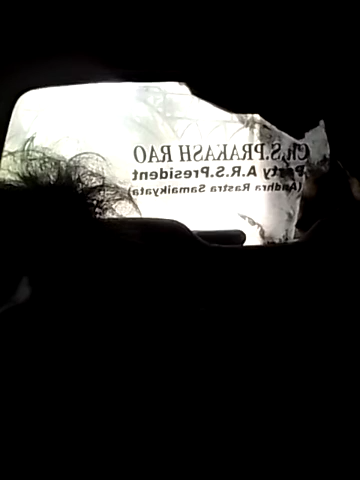 Ch.S.PRAKASH RAO
Party A.R.S.President
(Andhra Rastra Samaikyata)